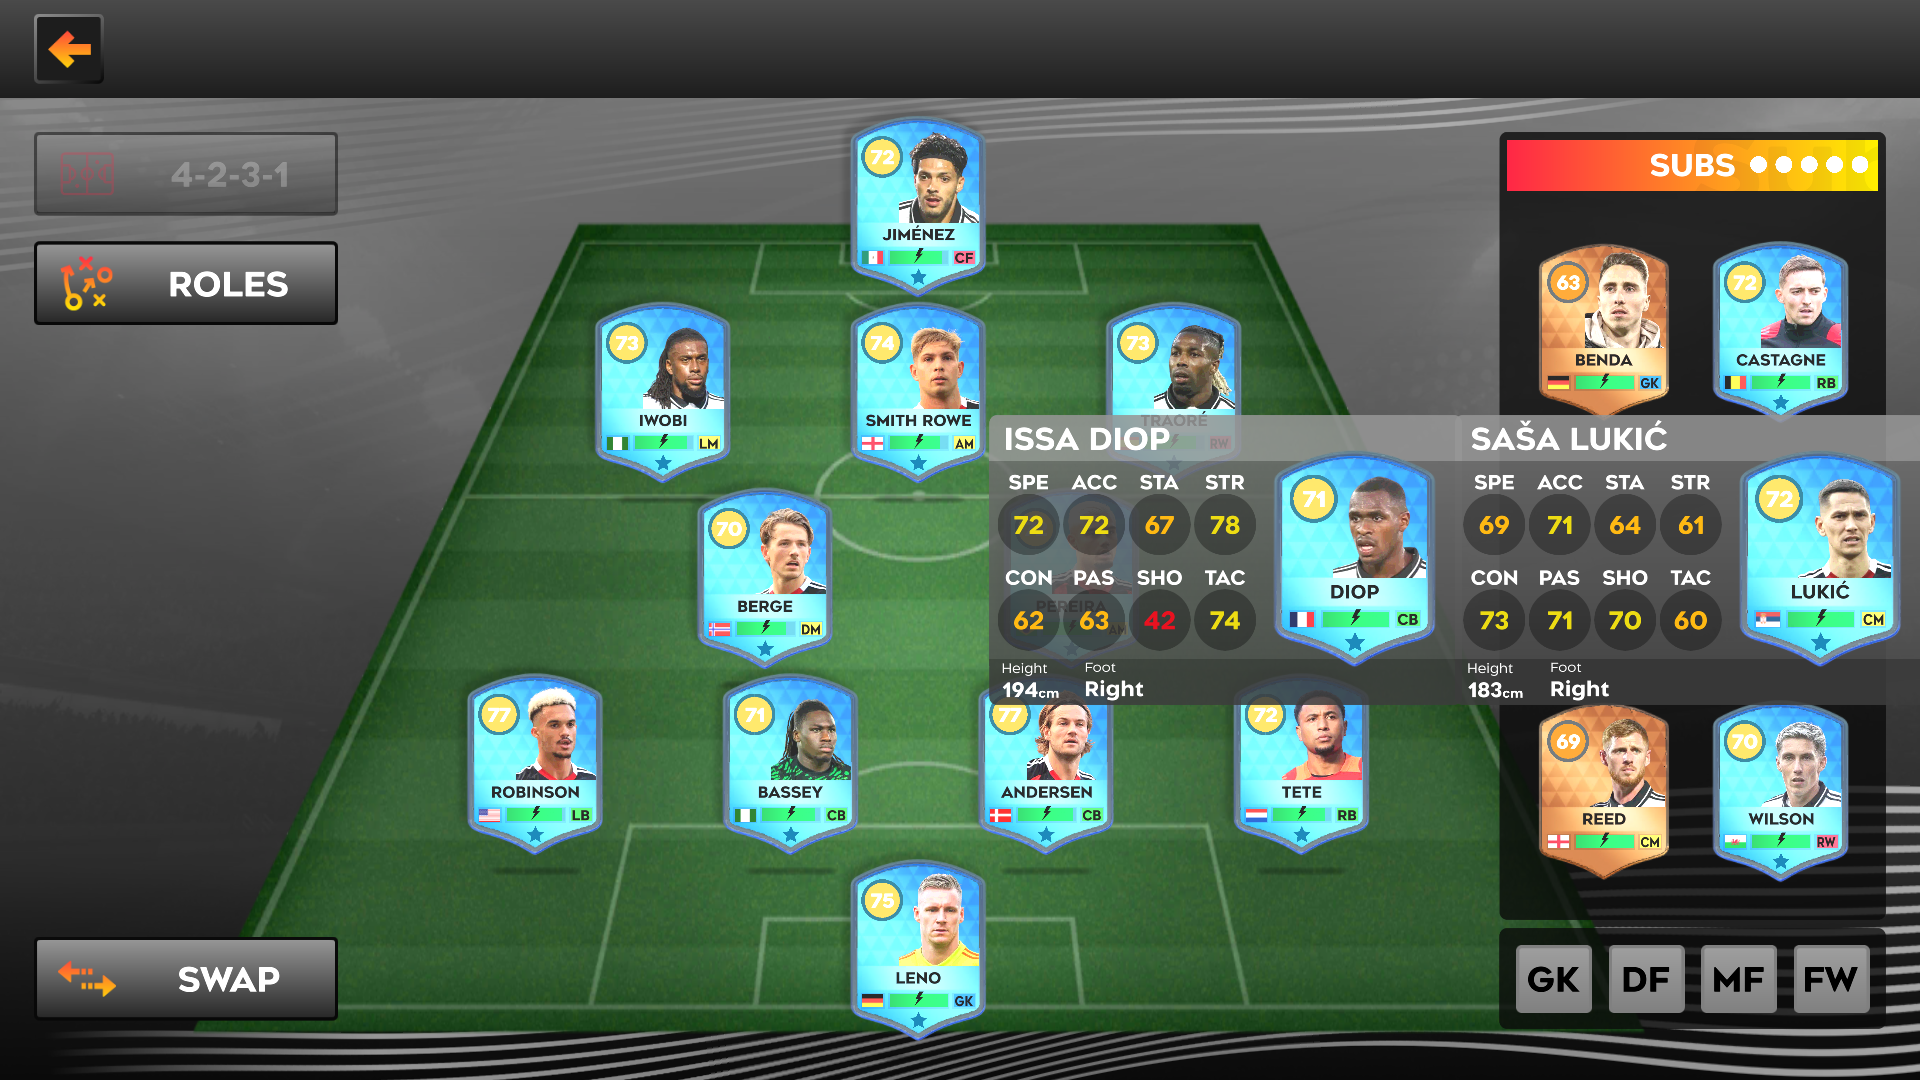 4-2-3-1
ROLES
SWAP
72
JIMÉNEZ
CF
73
IWOBI
LM
74
SMITH ROWE
AM
73
TRAORÉ
RW
70
BERGE
DM
PEREIRA
AM
77
ROBINSON
LB
71
BASSEY
CB
77
ANDERSEN
CB
72
TETE
RB
75
LENO
GK
SUBS
63
BENDA
GK
72
CASTAGNE
RB
ISSA DIOP
SPE ACC STA STR
72 72 67 78
CON PAS SHO TAC
62 63 42 74
Height Foot
194cm Right
71
DIOP
CB
SAŠA LUKIĆ
SPE ACC STA STR
69 71 64 61
CON PAS SHO TAC
73 71 70 60
Height Foot
183cm Right
72
LUKIĆ
CM
69
REED
CM
70
WILSON
RW
GK DF MF FW